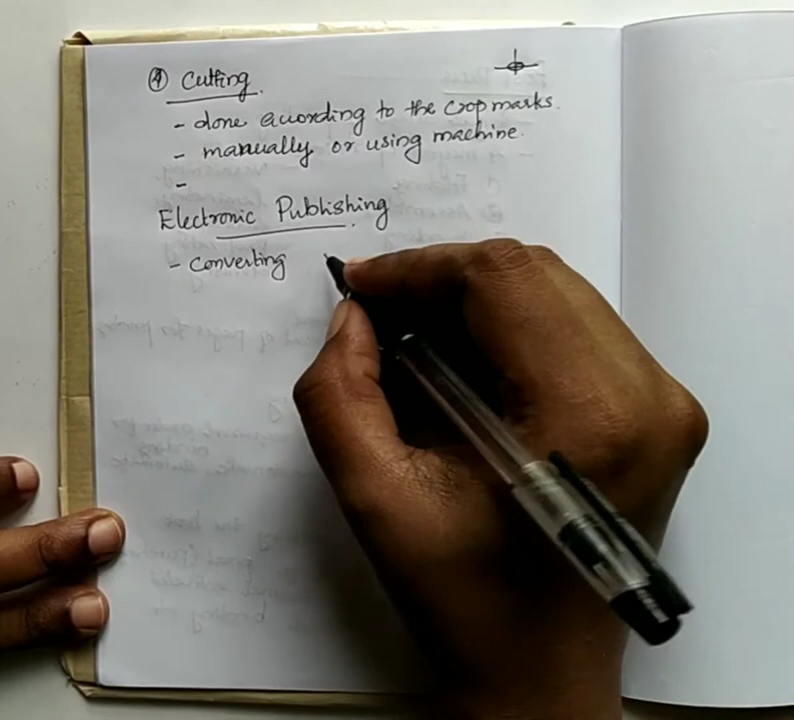 ④ Cutting.
- done according to the crop marks.
- manually or using machine.
-
Electronic Publishing.
- Converting